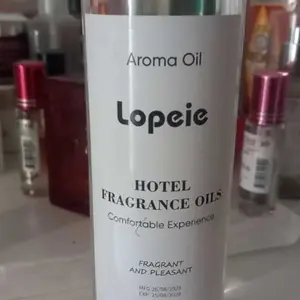 Aroma Oil
Lopeie
HOTEL
FRAGRANCE OILS
Comfortable Experience
FRAGRANT
AND PLEASANT